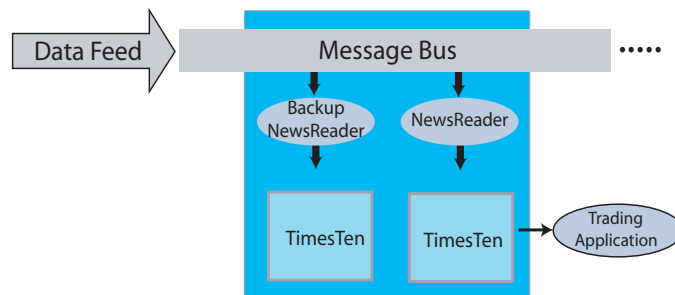 Data Feed
Message Bus
.....
Backup
NewsReader
NewsReader
TimesTen
TimesTen
Trading
Application